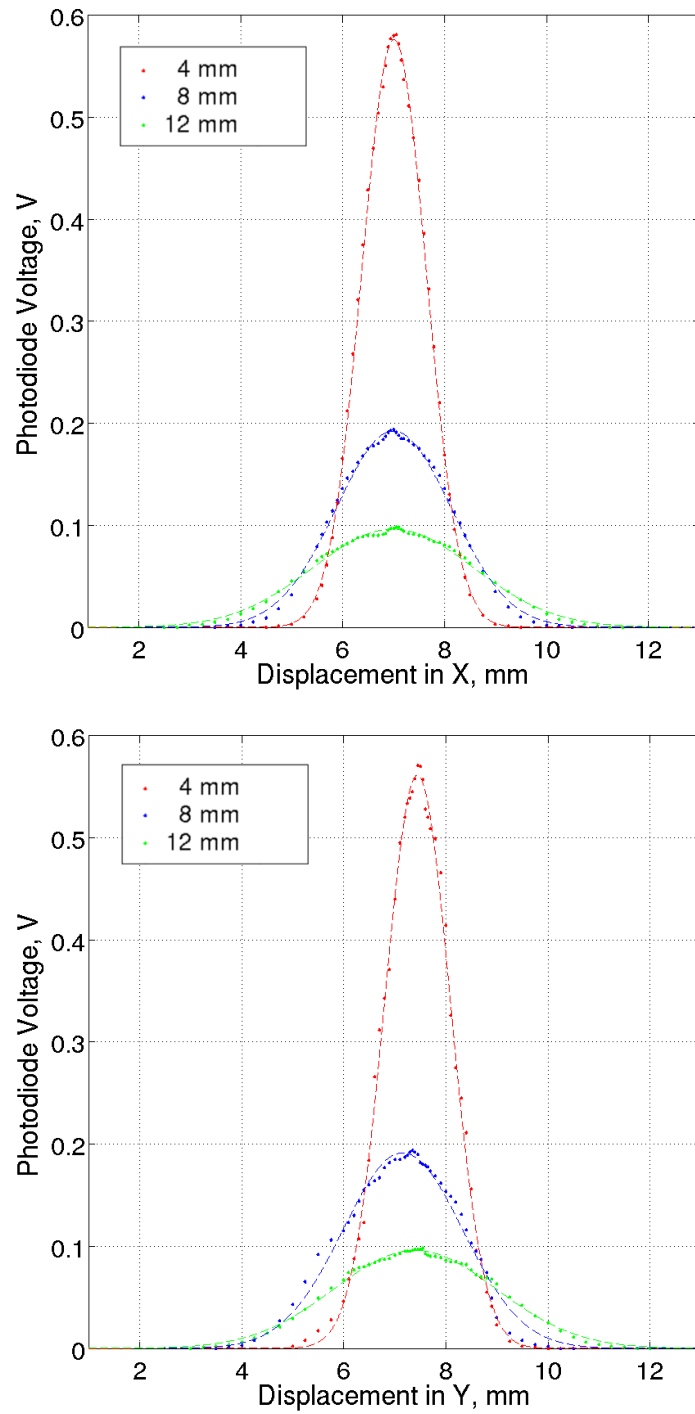 0.6
4 mm
8 mm
12 mm
0.5
0.4
0.3
0.2
0.1
0
Photodiode Voltage, V
2 4 6 8 10 12
Displacement in X, mm
0.6
4 mm
8 mm
12 mm
0.5
0.4
0.3
0.2
0.1
0
Photodiode Voltage, V
2 4 6 8 10 12
Displacement in Y, mm